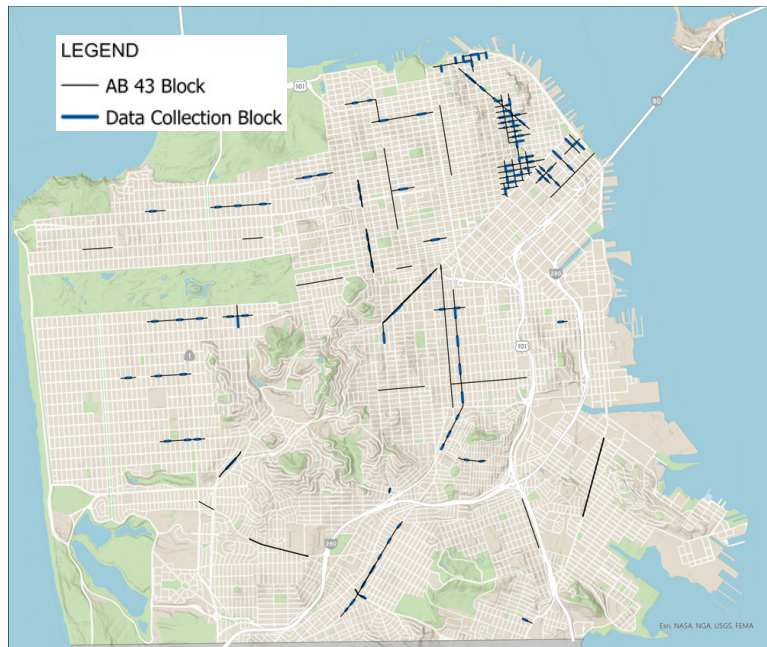 LEGEND
AB 43 Block
Data Collection Block
101
80
280
101
1
280
Esri, NASA, NGA, USGS, FEMA